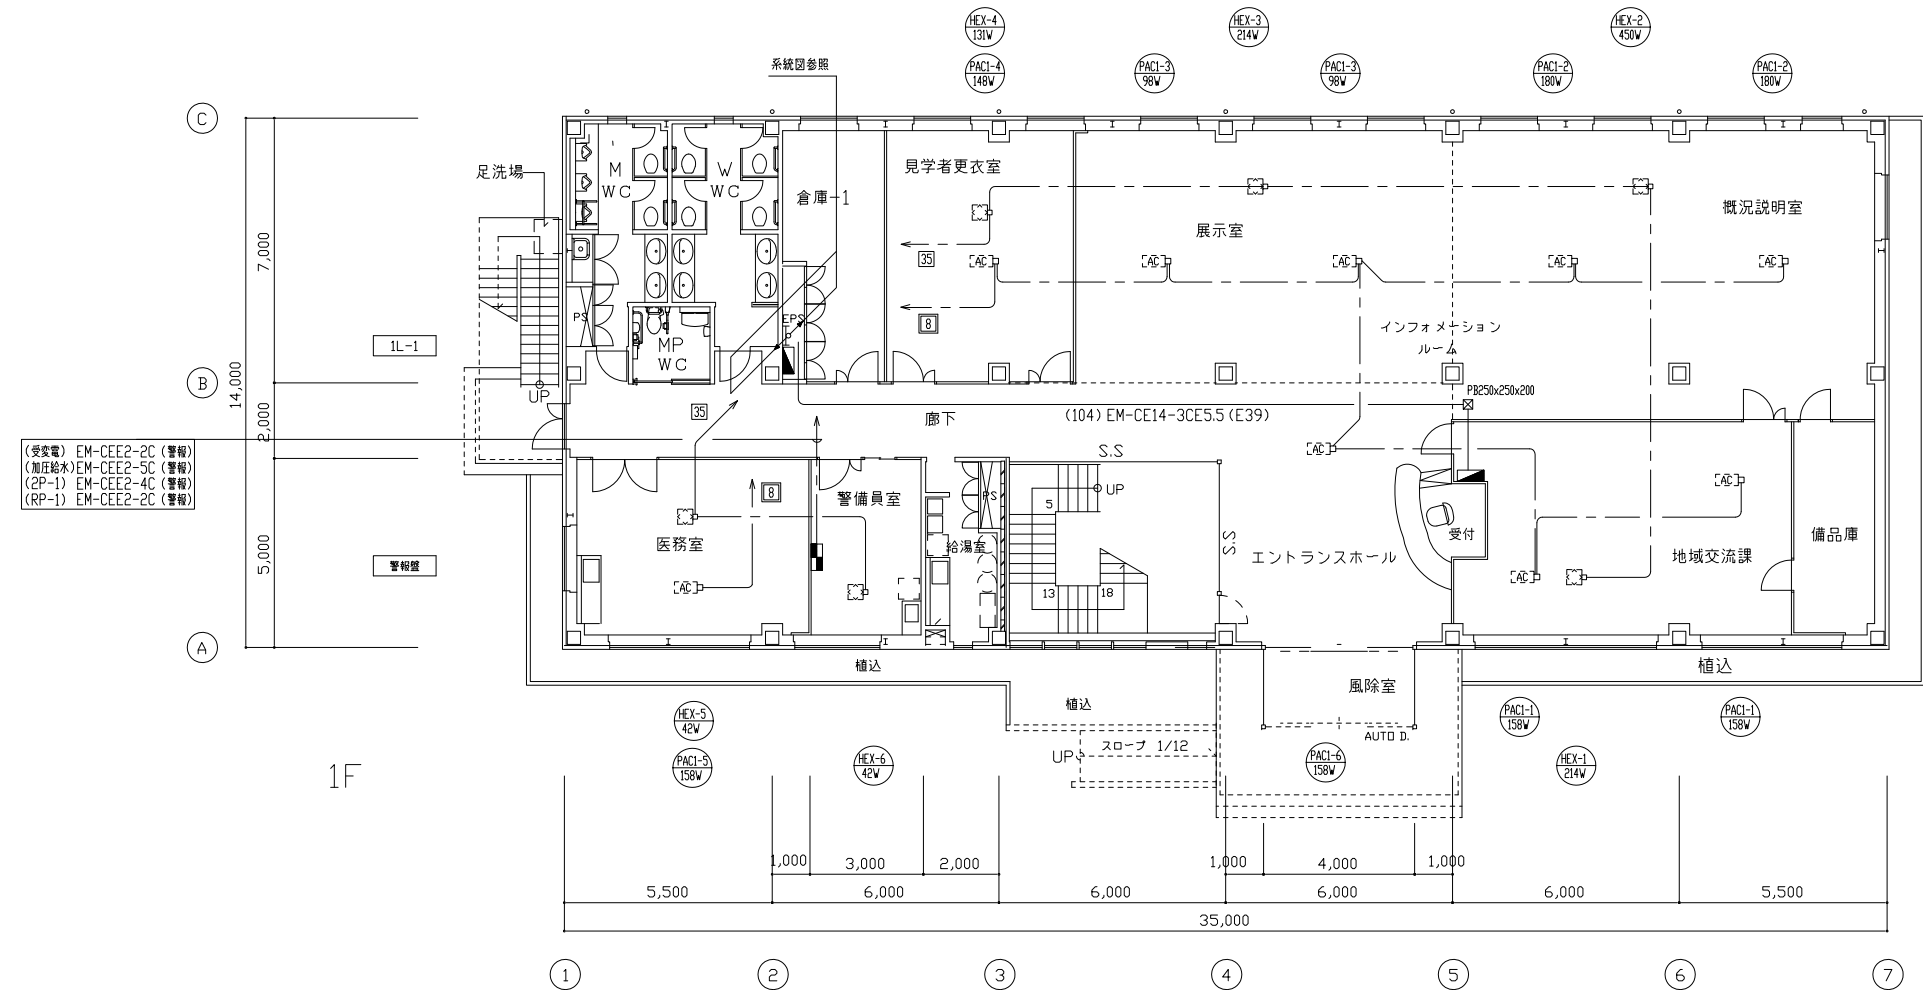 HEX-4
131W
HEX-3
214W
HEX-2
450W
系統図参照
PAC1-4
148W
PAC1-3
98W
PAC1-3
98W
PAC1-2
180W
PAC1-2
180W
C
足洗場
M
WC
W
WC
倉庫-1
見学者更衣室
展示室
概況説明室
7,000
35
AC
AC
AC
AC
AC
PS
EPS
8
MP
WC
インフォメーション
ルーム
1L-1
14,000
B
UP
PB250x250x200
35
廊下
(104) EM-CE14-3CE5.5 (E39)
2,000
(受変電) EM-CEE2-2C (警報)
(加圧給水) EM-CEE2-5C (警報)
(2P-1) EM-CEE2-4C (警報)
(RP-1) EM-CEE2-2C (警報)
S.S
AC
8
警備員室
PS
UP
5
AC
医務室
給湯室
S.S
エントランスホール
受付
地域交流課
備品庫
5,000
警報盤
AC
13
18
AC
A
植込
植込
風除室
植込
HEX-5
42W
PAC1-1
158W
PAC1-1
158W
AUTO D.
スロープ 1/12
UP
1F
PAC1-5
158W
HEX-6
42W
PAC1-6
158W
HEX-1
214W
1,000
3,000
2,000
1,000
4,000
1,000
5,500
6,000
6,000
6,000
6,000
5,500
35,000
1
2
3
4
5
6
7